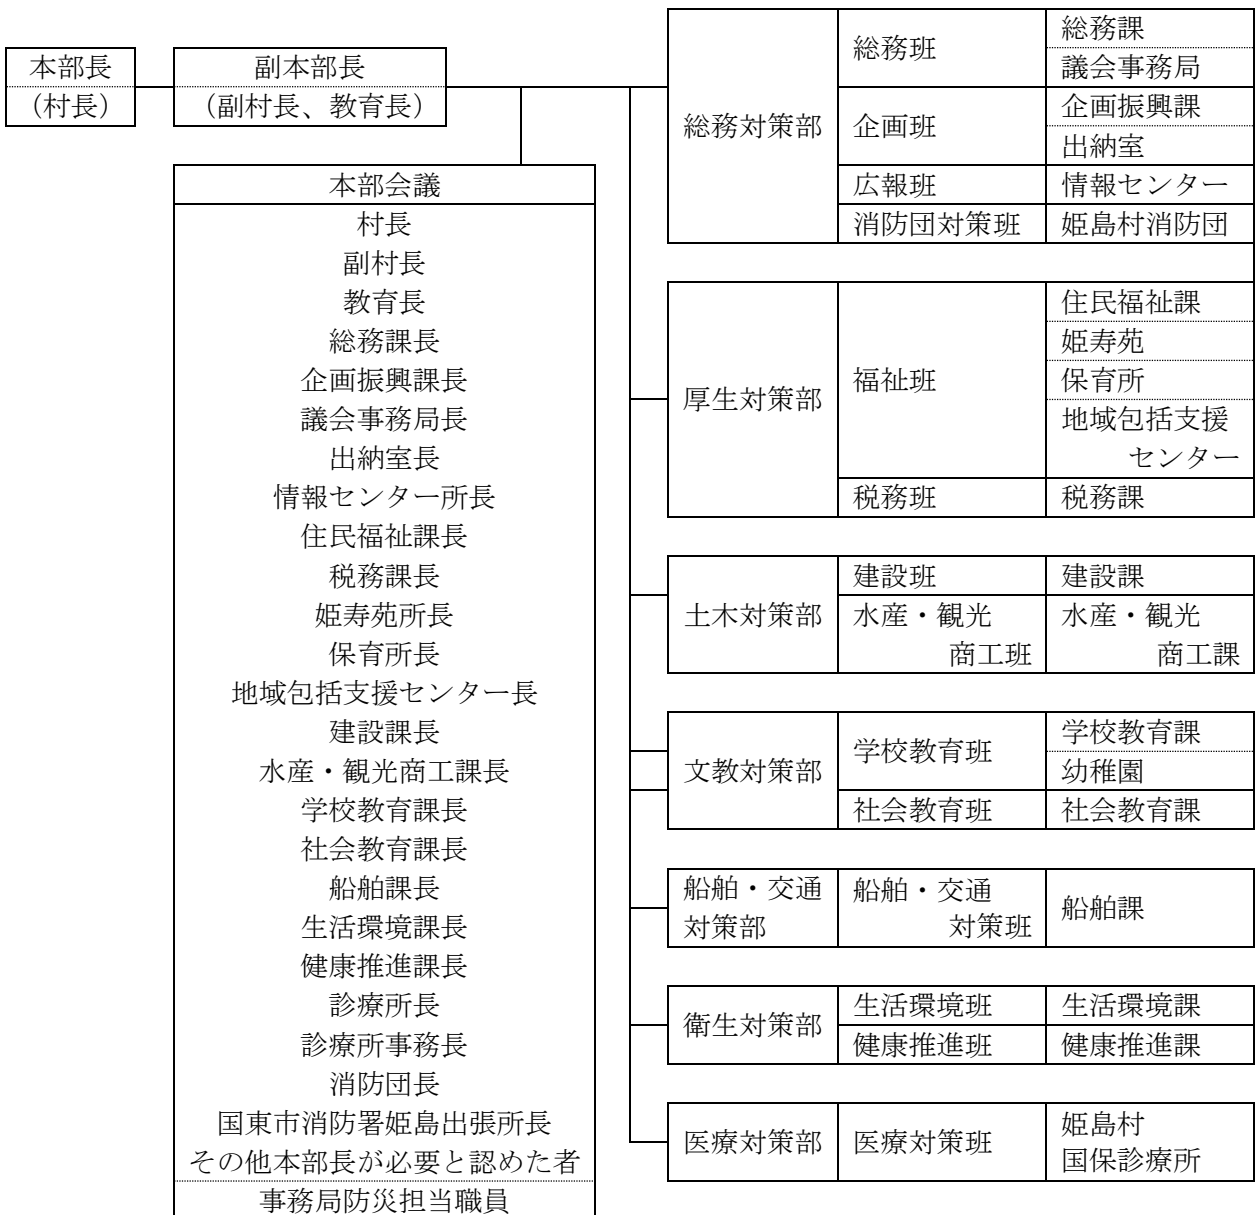 本部長
（村長）
副本部長
（副村長、教育長）
本部会議
村長
副村長
教育長
総務課長
企画振興課長
議会事務局長
出納室長
情報センター所長
住民福祉課長
税務課長
姫寿苑所長
保育所長
地域包括支援センター長
建設課長
水産・観光商工課長
学校教育課長
社会教育課長
船舶課長
生活環境課長
健康推進課長
診療所長
診療所事務長
消防団長
国東市消防署姫島出張所長
その他本部長が必要と認めた者
事務局防災担当職員
総務対策部
総務班
総務課
議会事務局
企画班
企画振興課
出納室
広報班
情報センター
消防団対策班
姫島村消防団
厚生対策部
福祉班
住民福祉課
姫寿苑
保育所
地域包括支援
センター
税務班
税務課
土木対策部
建設班
建設課
水産・観光
商工班
水産・観光
商工課
文教対策部
学校教育班
学校教育課
幼稚園
社会教育班
社会教育課
船舶・交通
対策部
船舶・交通
対策班
船舶課
衛生対策部
生活環境班
生活環境課
健康推進班
健康推進課
医療対策部
医療対策班
姫島村
国保診療所